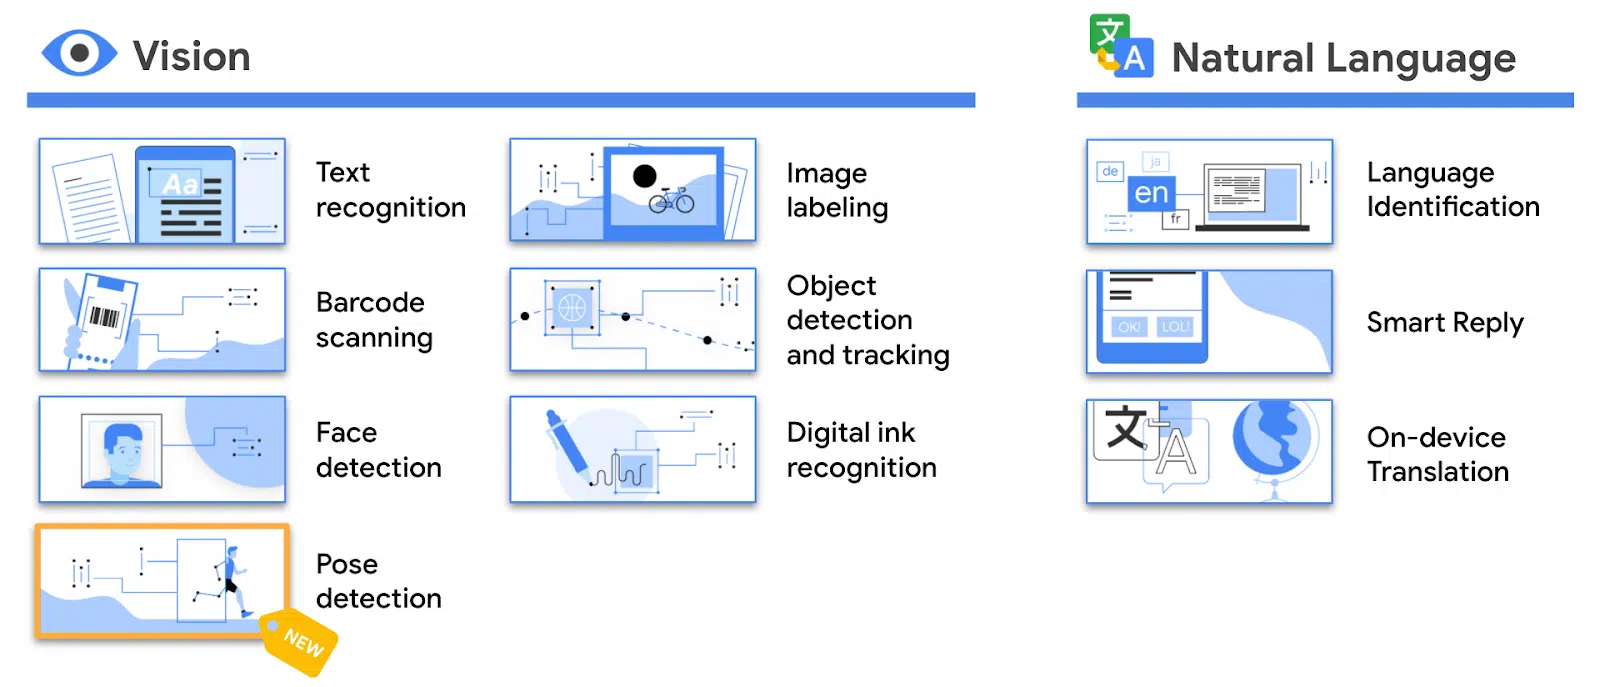 Vision
Text
recognition
Aa
Barcode
scanning
Face
detection
Pose
detection
NEW
Image
labeling
Object
detection
and tracking
Digital ink
recognition
文
A
Natural Language
de
ja
en
fr
Language
Identification
OK!
LOL!
Smart Reply
文
A
On-device
Translation